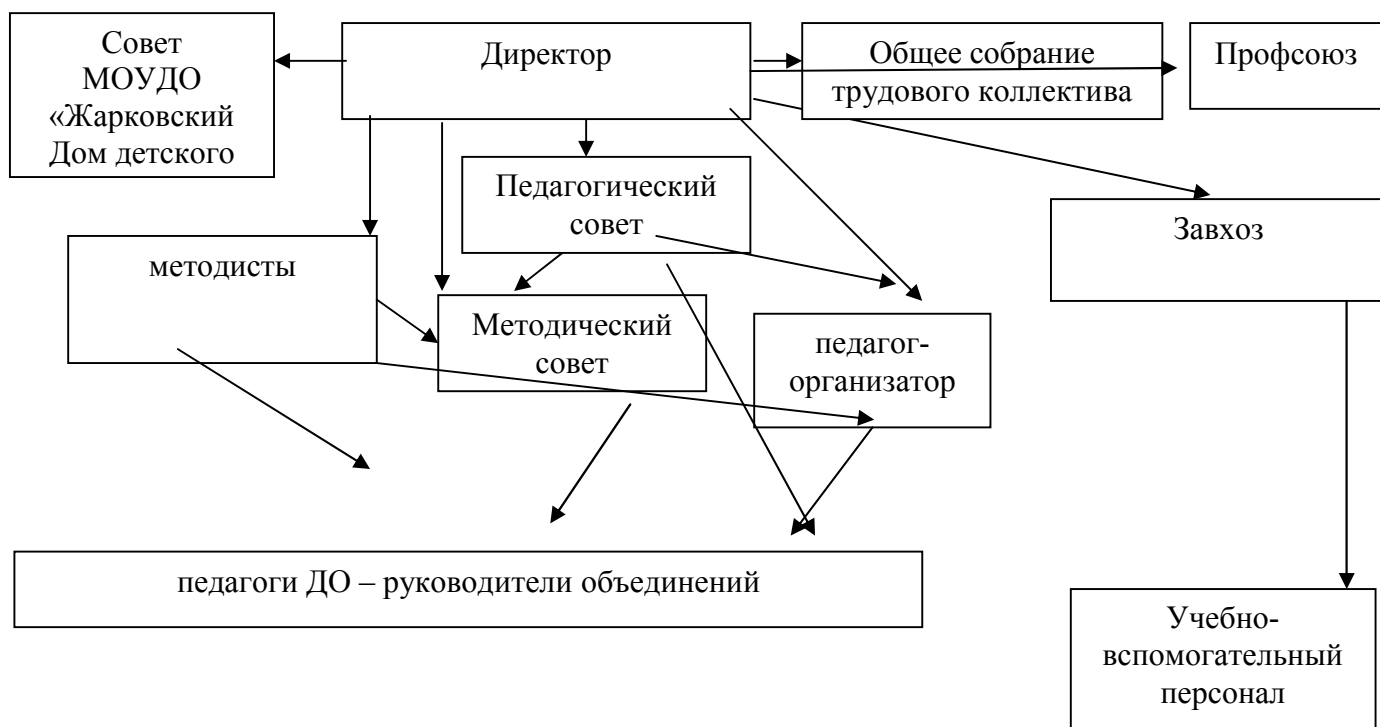 Совет
МОУДО
«Жарковский
Дом детского
Директор
Общее собрание
трудового коллектива
Профсоюз
Педагогический
совет
Завхоз
методисты
Методический
совет
педагог-
организатор
педагоги ДО – руководители объединений
Учебно-
вспомогательный
персонал